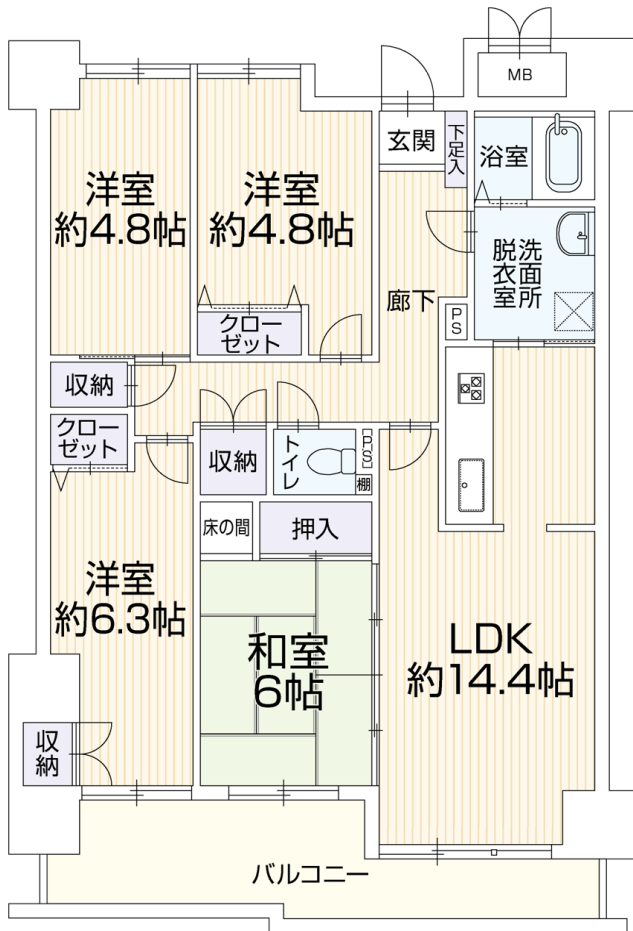 MB
玄関
下足入
浴室
洋室
約4.8帖
洋室
約4.8帖
洗面所
脱衣室
廊下
PS
クロー
ゼット
収納
クロー
ゼット
収納
トイレ
PS
棚
床の間
押入
洋室
約6.3帖
和室
6帖
LDK
約14.4帖
収納
バルコニー